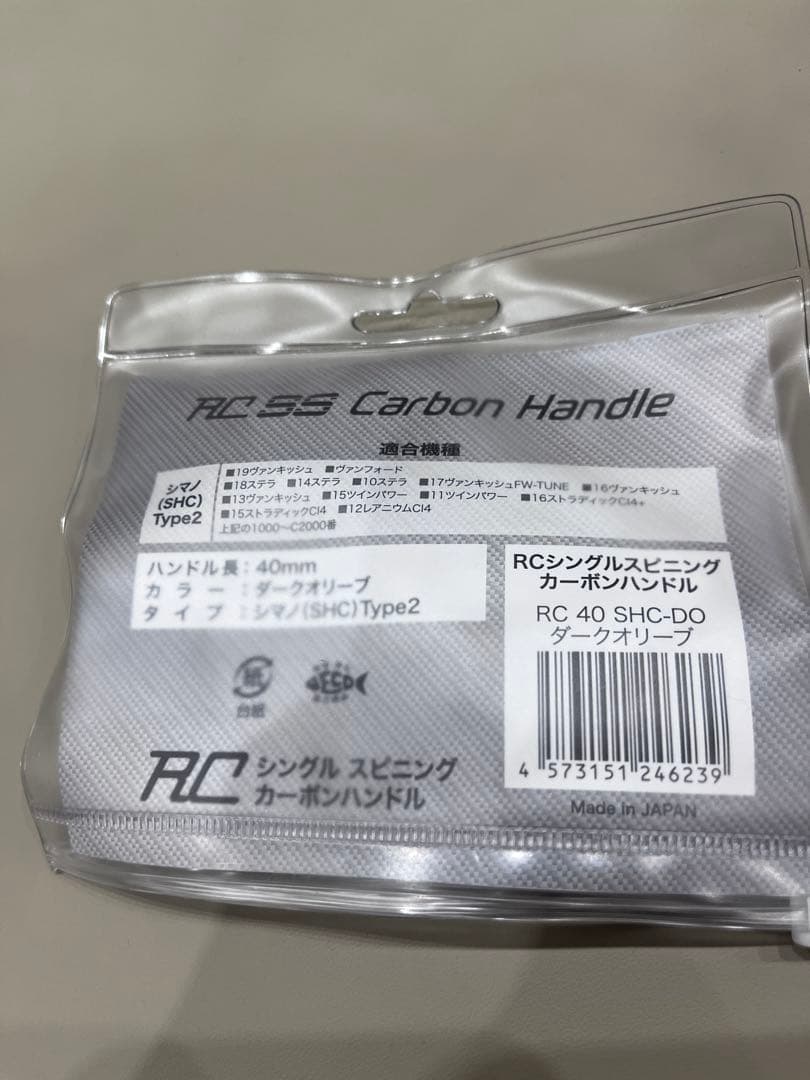 RC SS Carbon Handle
適合機種
シマノ
(SHC)
Type2
■19ヴァンキッシュ ■ヴァンフォード
■18ステラ ■14ステラ ■10ステラ ■17ヴァンキッシュFW-TUNE ■16ヴァンキッシュ
■13ヴァンキッシュ ■15ツインパワー ■11ツインパワー ■16ストラディックCI4+
■15ストラディックCI4 ■12レアニウムCI4
上記の1000〜C2000番
ハンドル長：40mm
カラー：ダークオリーブ
タイプ：シマノ(SHC)Type2
RCシングルスピニング
カーボンハンドル
RC 40 SHC-DO
ダークオリーブ
4 573151 246239
Made in JAPAN
紙
台紙
RC シングル スピニング
カーボンハンドル